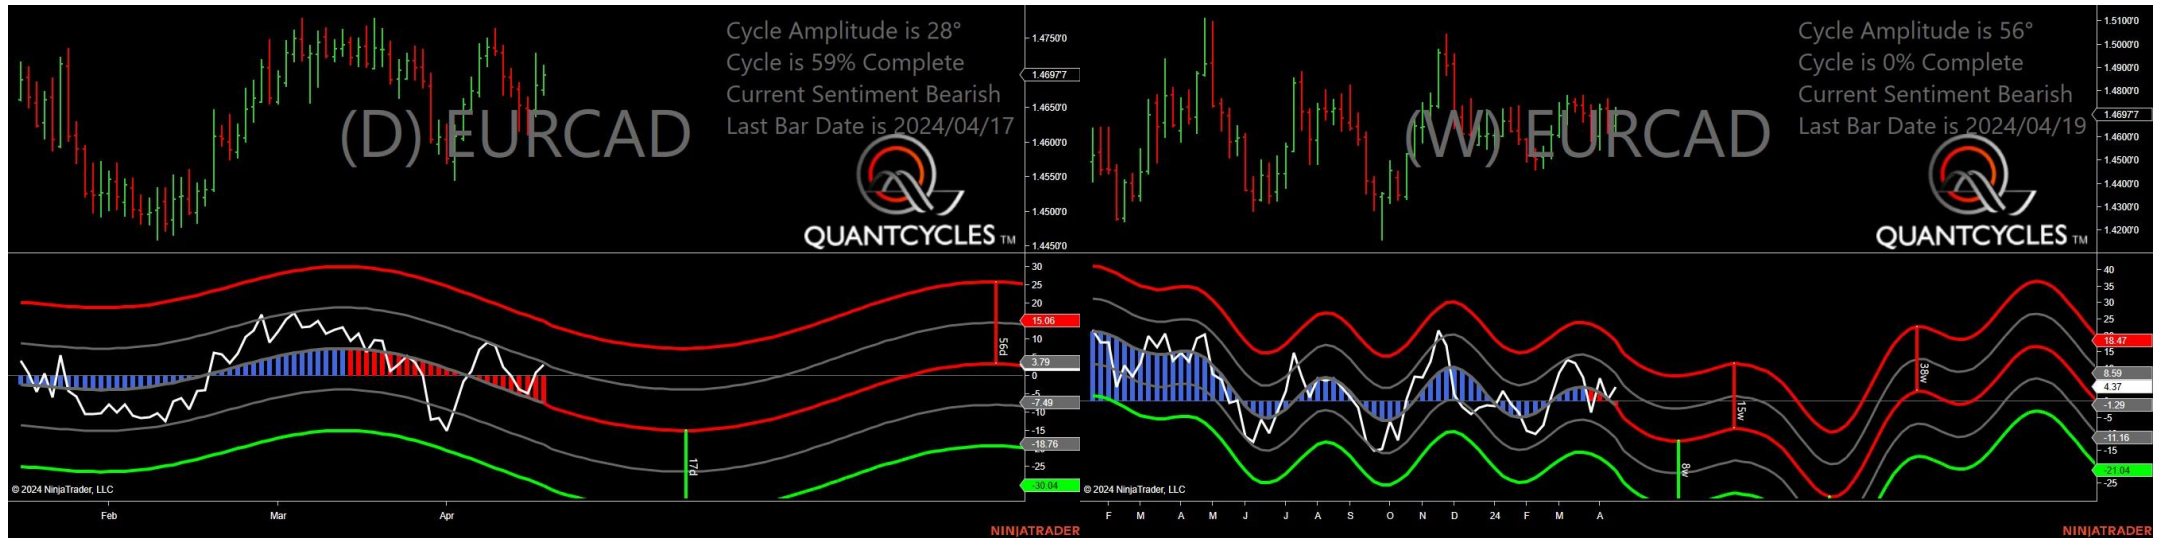 Cycle Amplitude is 28°
Cycle is 59% Complete
Current Sentiment Bearish
Last Bar Date is 2024/04/17
(D) EURCAD
QUANTCYCLES TM
1.4750'0
1.4697'7
1.4650'0
1.4600'0
1.4550'0
1.4500'0
1.4450'0
30
25
20
15.06
10
3.79
0
-5
-7.49
-10
-15
-18.76
-25
-30.04
56d
17d
© 2024 NinjaTrader, LLC
Feb Mar Apr
NINJATRADER
Cycle Amplitude is 56°
Cycle is 0% Complete
Current Sentiment Bearish
Last Bar Date is 2024/04/19
(W) EURCAD
QUANTCYCLES TM
1.5100'0
1.5000'0
1.4900'0
1.4800'0
1.4697'7
1.4600'0
1.4500'0
1.4400'0
1.4300'0
1.4200'0
40
35
30
25
18.47
15
8.59
4.37
-1.29
-5
-11.16
-15
-21.04
-25
15w
38w
8w
© 2024 NinjaTrader, LLC
F M A M J J A S O N D 24 F M A
NINJATRADER